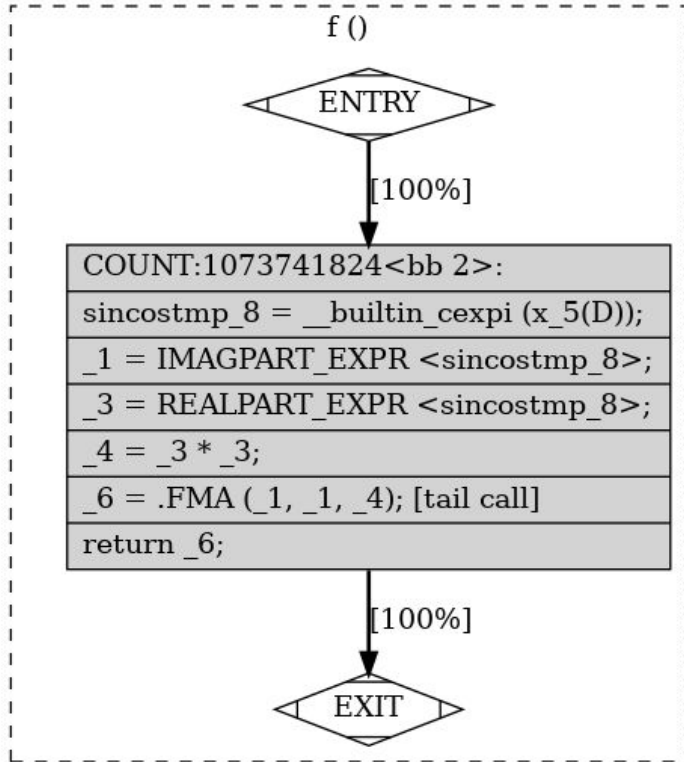 f ()
ENTRY
[100%]
COUNT:1073741824<bb 2>:
sincostmp_8 = __builtin_cexpi (x_5(D));
_1 = IMAGPART_EXPR <sincostmp_8>;
_3 = REALPART_EXPR <sincostmp_8>;
_4 = _3 * _3;
_6 = .FMA (_1, _1, _4); [tail call]
return _6;
[100%]
EXIT